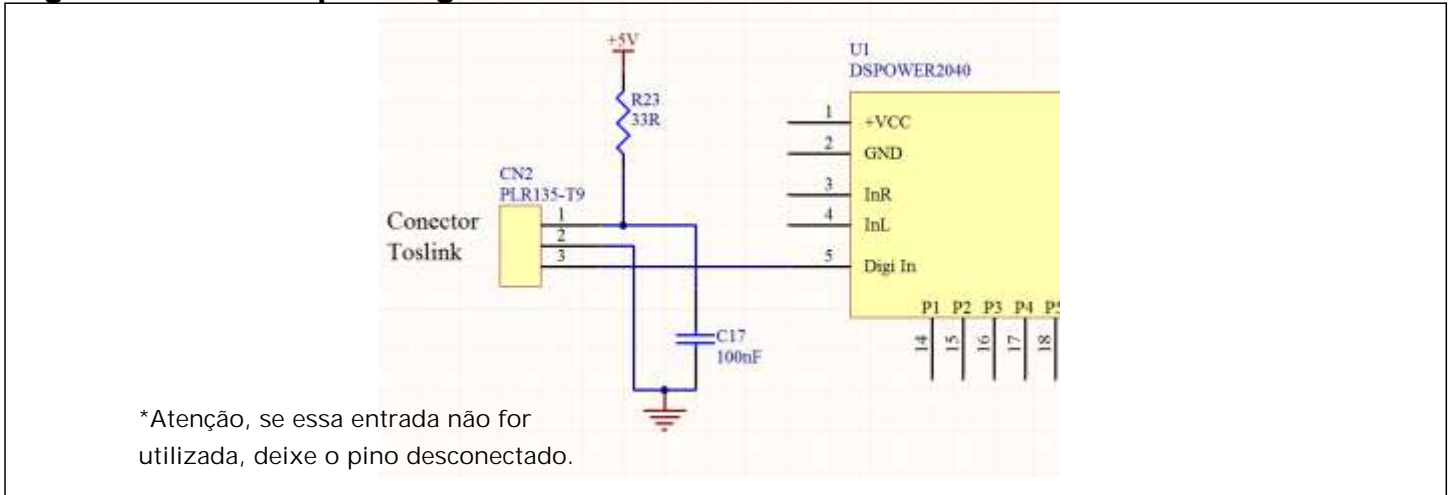 +5V
R23
33R
CN2
PLR135-T9
Conector
Toslink
1
2
3
C17
100nF
U1
DSPOWER2040
1 +VCC
2 GND
3 InR
4 InL
5 Digi In
P1 P2 P3 P4
14 15 16 17 18
*Atenção, se essa entrada não for
utilizada, deixe o pino desconectado.